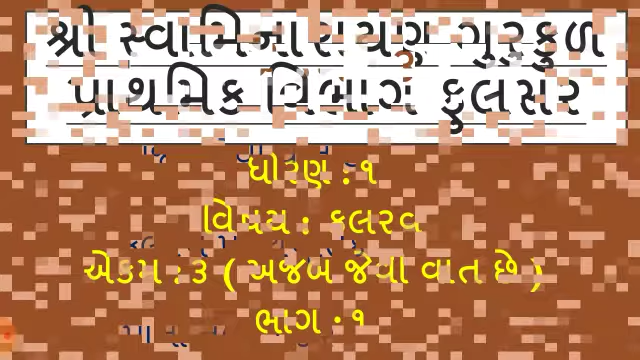 શ્રી સ્વામિનારાયણ ગુરુકુળ
પ્રાથમિક વિભાગ ફુલસર
ધોરણ : ૧
વિષય : કલરવ
એકમ : ૩ ( અજબ જેવી વાત છે )
ભાગ : ૧